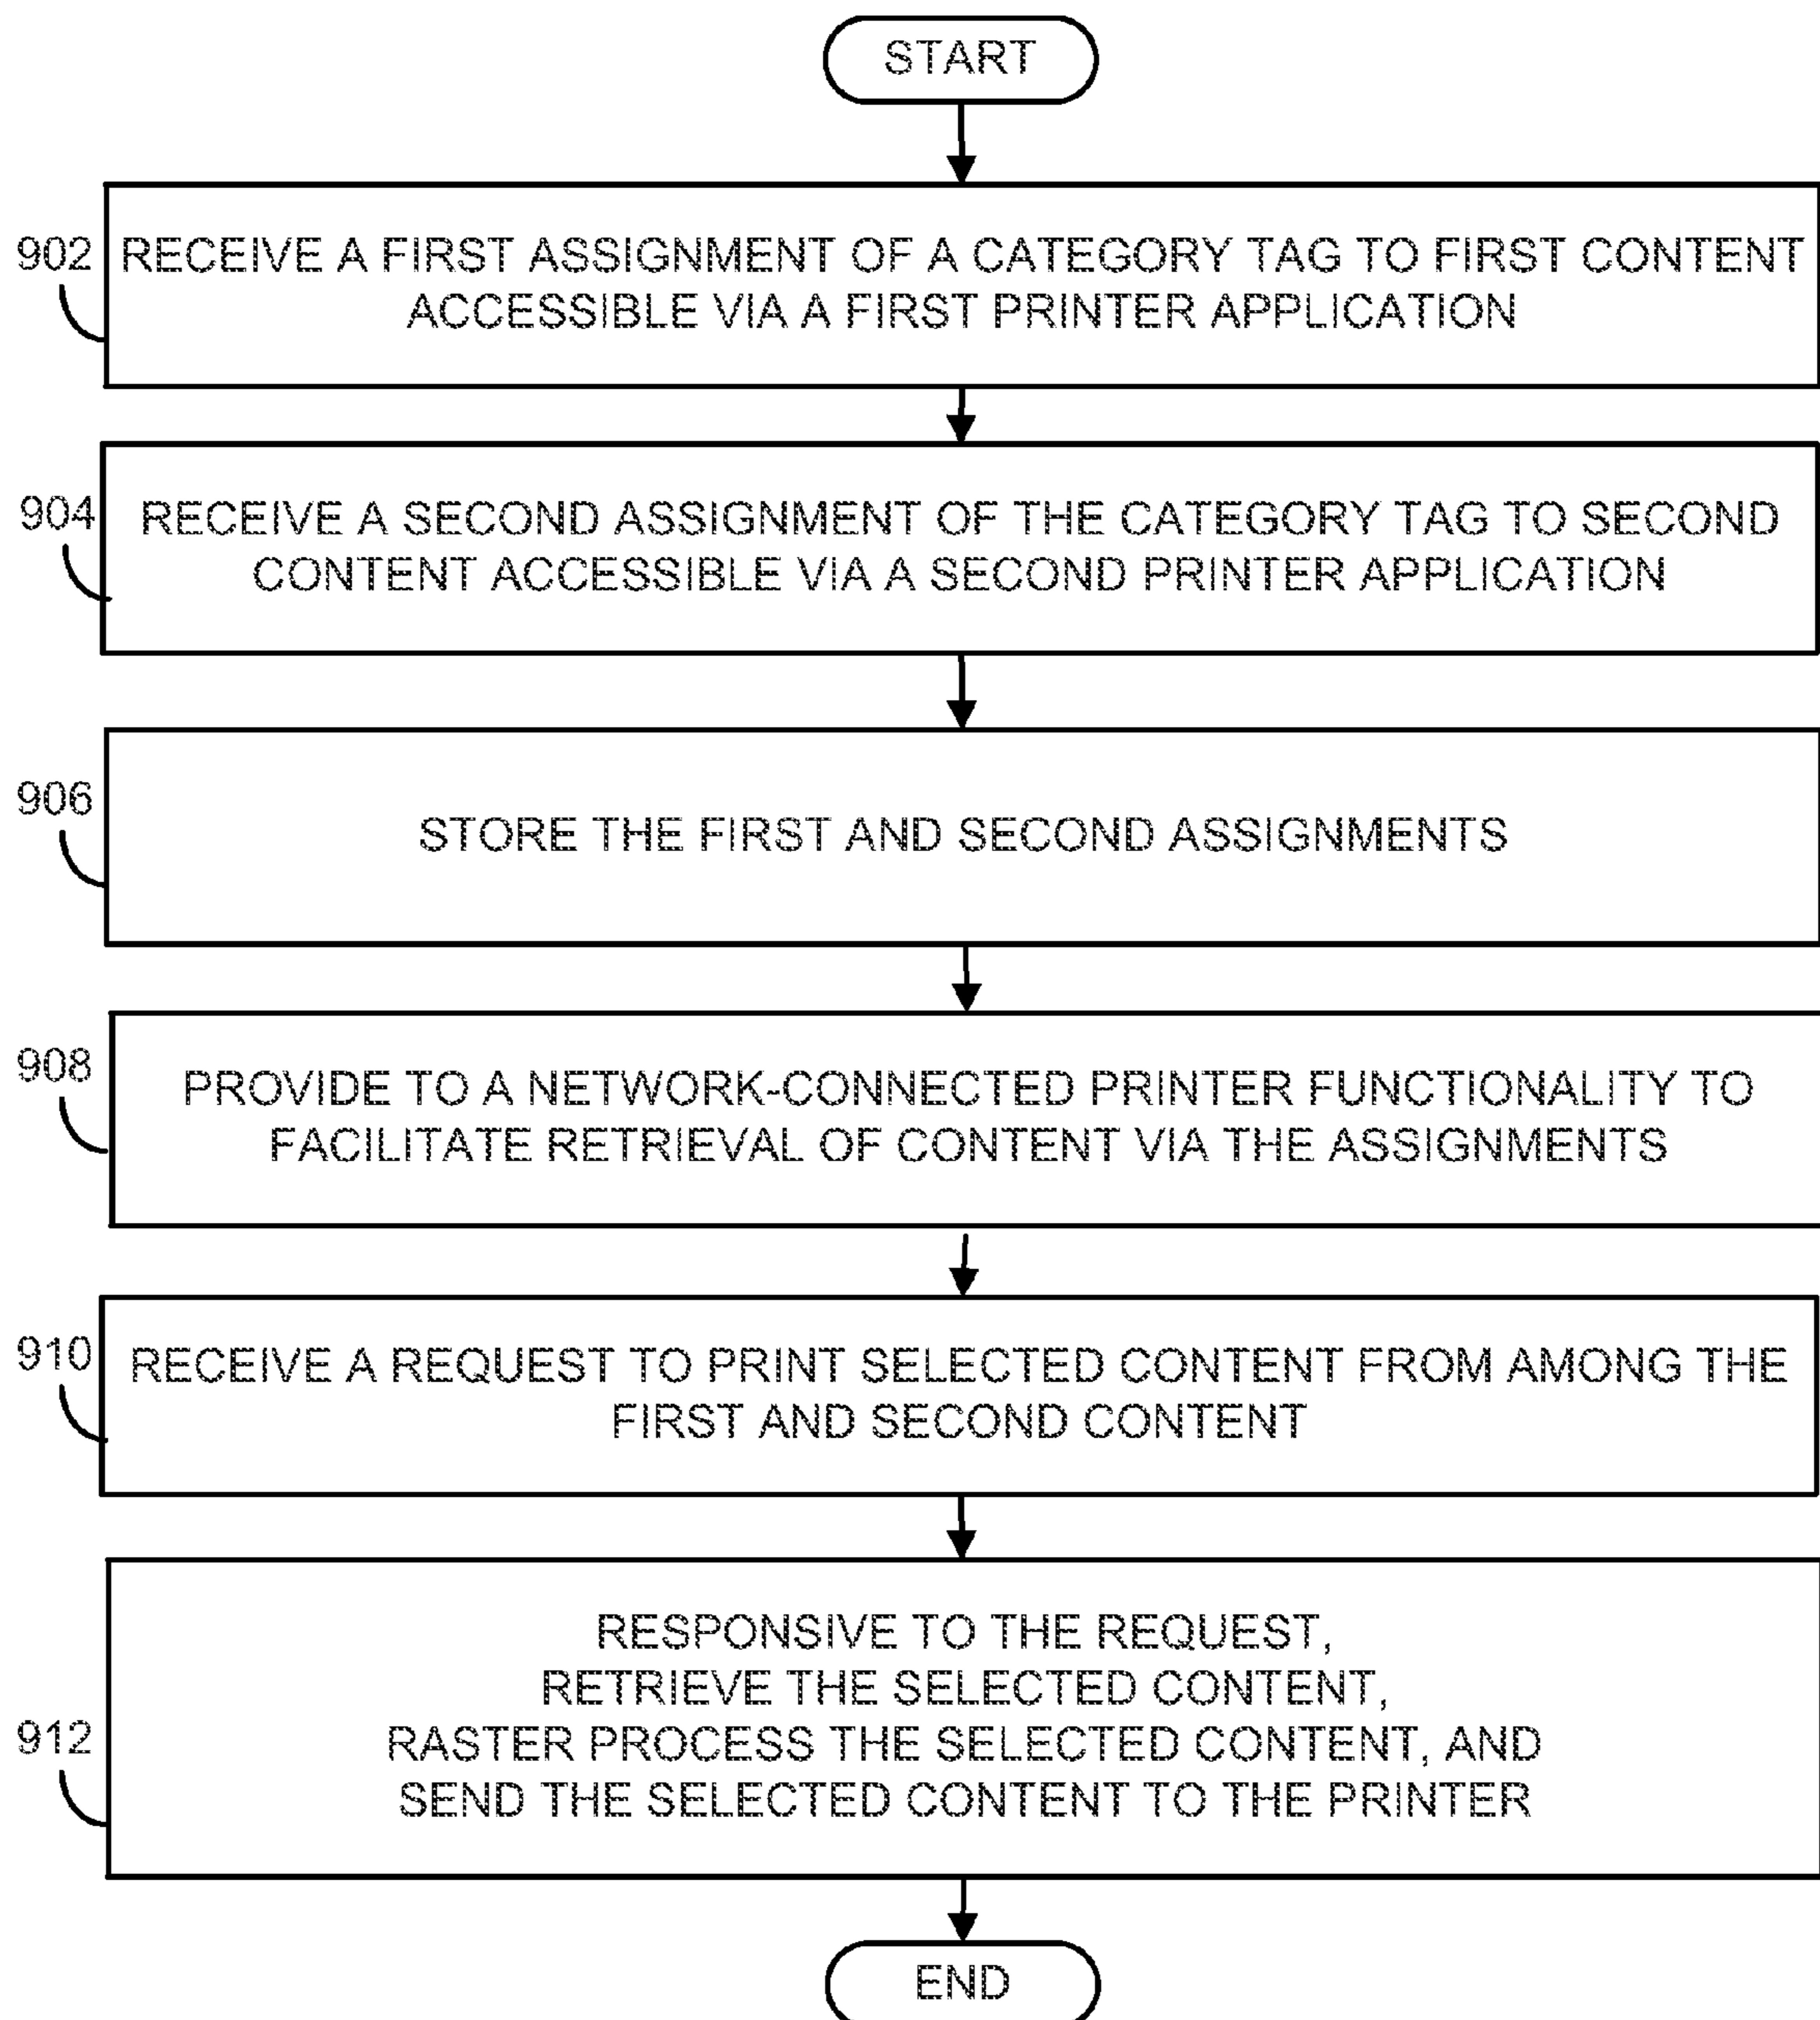 START
902
RECEIVE A FIRST ASSIGNMENT OF A CATEGORY TAG TO FIRST CONTENT
ACCESSIBLE VIA A FIRST PRINTER APPLICATION
904
RECEIVE A SECOND ASSIGNMENT OF THE CATEGORY TAG TO SECOND
CONTENT ACCESSIBLE VIA A SECOND PRINTER APPLICATION
906
STORE THE FIRST AND SECOND ASSIGNMENTS
908
PROVIDE TO A NETWORK-CONNECTED PRINTER FUNCTIONALITY TO
FACILITATE RETRIEVAL OF CONTENT VIA THE ASSIGNMENTS
910
RECEIVE A REQUEST TO PRINT SELECTED CONTENT FROM AMONG THE
FIRST AND SECOND CONTENT
912
RESPONSIVE TO THE REQUEST,
RETRIEVE THE SELECTED CONTENT,
RASTER PROCESS THE SELECTED CONTENT, AND
SEND THE SELECTED CONTENT TO THE PRINTER
END